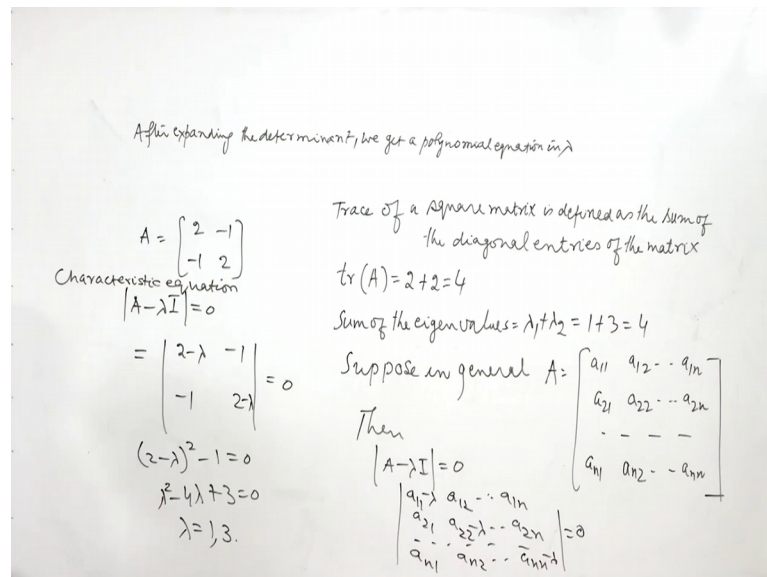 After expanding the determinant, we get a polynomial equation in λ
A = [2 -1
-1 2]
Characteristic equation
|A-λI| = 0
= |2-λ -1
-1 2-λ| = 0
(2-λ)² - 1 = 0
λ² - 4λ + 3 = 0
λ = 1, 3.
Trace of a square matrix is defined as the sum of
the diagonal entries of the matrix
tr(A) = 2 + 2 = 4
Sum of the eigen values = λ₁ + λ₂ = 1 + 3 = 4
Suppose in general A = [a₁₁ a₁₂ - - a₁ₙ
a₂₁ a₂₂ - - a₂ₙ
- - - -
aₙ₁ aₙ₂ - - aₙₙ]
Then
|A-λI| = 0
|a₁₁-λ a₁₂ - - a₁ₙ
a₂₁ a₂₂-λ - - a₂ₙ
- - - - -
aₙ₁ aₙ₂ - - aₙₙ-λ| = 0